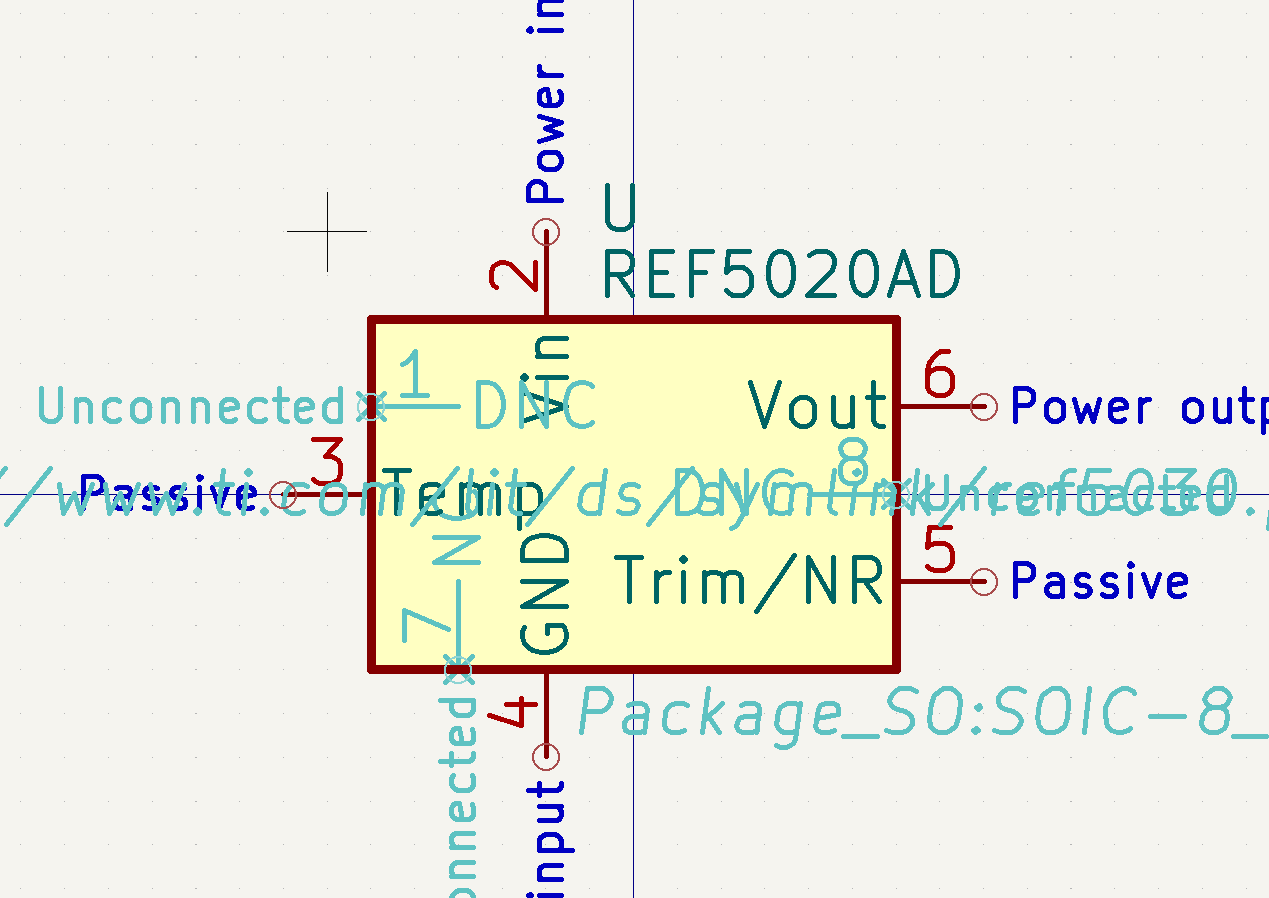 Power in
U
REF5020AD
2
Vin
1
Unconnected
DNC
6
Vout
Power outp
3
Passive
Temp
//www.ti.com/lit/ds/symlink/ref5030.p
8
DNC
Unconnected
5
Trim/NR
Passive
7
NC
GND
4
Package_SO:SOIC-8_
onnected
input